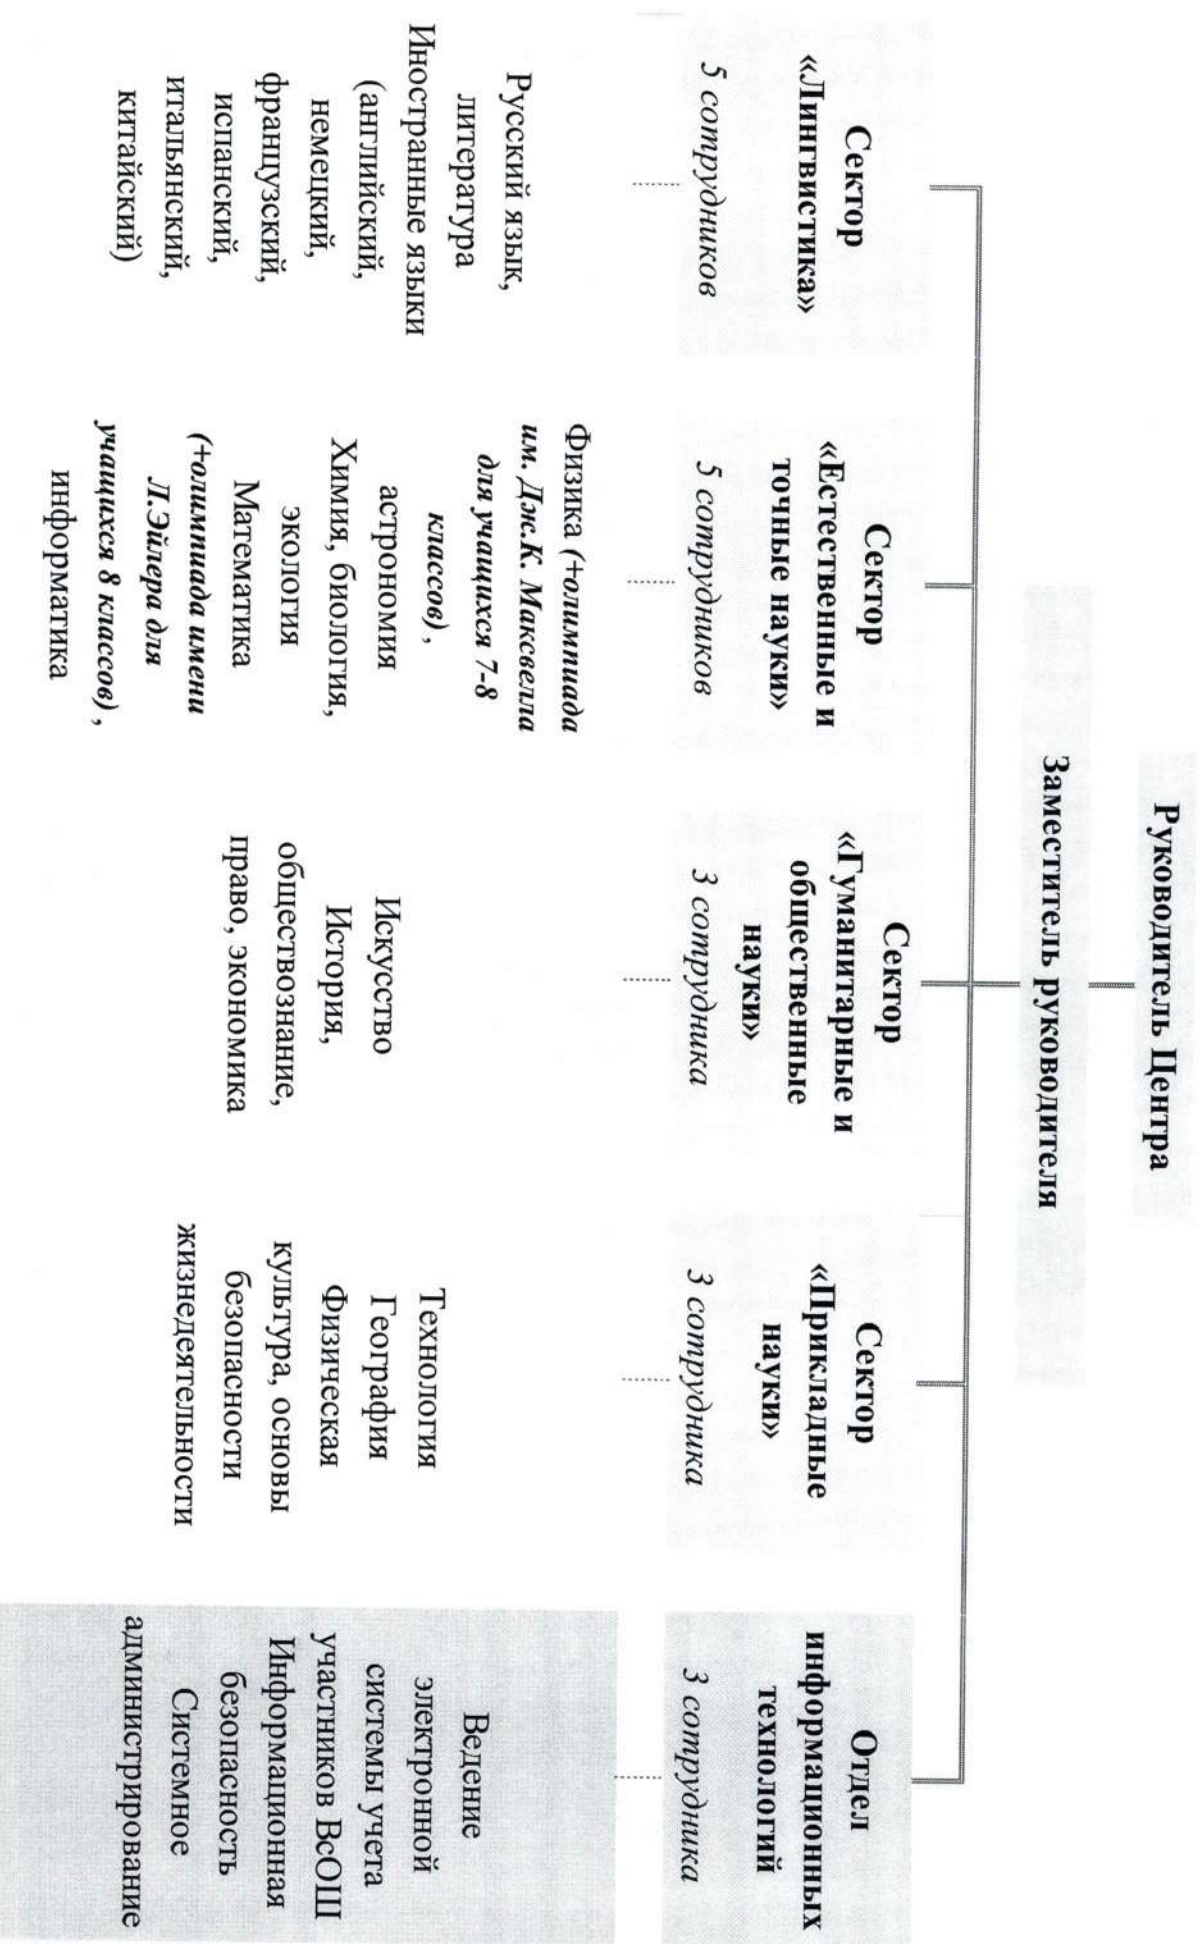 Руководитель Центра
Заместитель руководителя
Сектор
«Лингвистика»
5 сотрудников
Русский язык,
литература
Иностранные языки
(английский,
немецкий,
французский,
испанский,
итальянский,
китайский)
Сектор
«Естественные и
точные науки»
5 сотрудников
Физика (+олимпиада
им. Дж.К. Максвелла
для учащихся 7-8
классов),
астрономия
Химия, биология,
экология
Математика
(+олимпиада имени
Л.Эйлера для
учащихся 8 классов),
информатика
Сектор
«Гуманитарные и
общественные
науки»
3 сотрудника
Искусство
История,
обществознание,
право, экономика
Сектор
«Прикладные
науки»
3 сотрудника
Технология
География
Физическая
культура, основы
безопасности
жизнедеятельности
Отдел
информационных
технологий
3 сотрудника
Ведение
электронной
системы учета
участников ВсОШ
Информационная
безопасность
Системное
администрирование